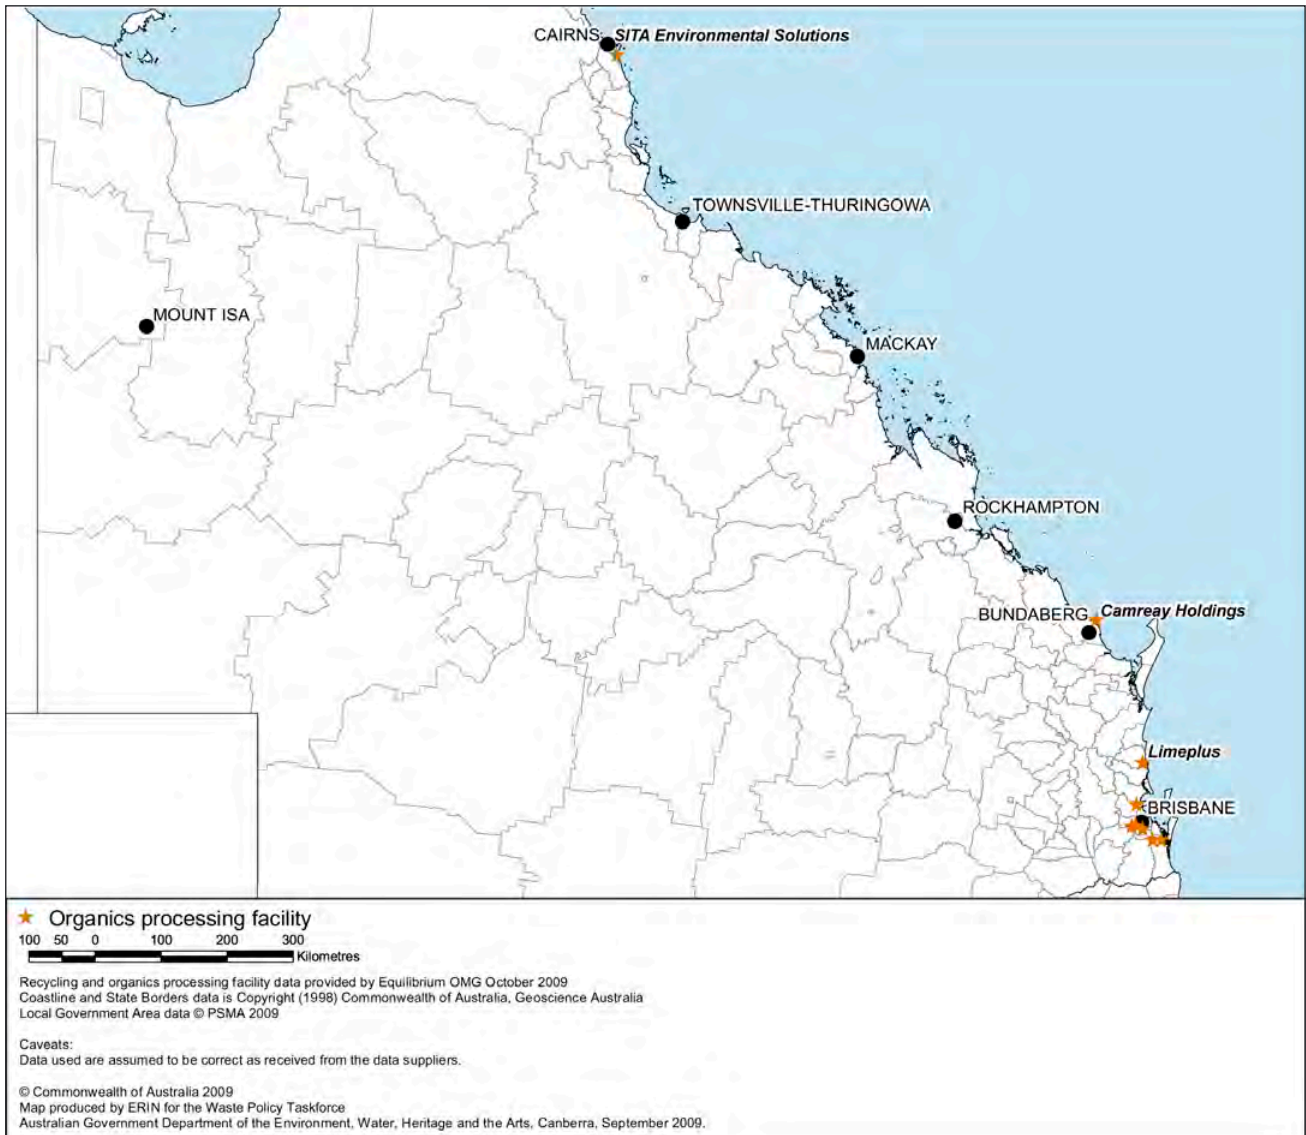 CAIRNS SITA Environmental Solutions
TOWNSVILLE-THURINGOWA
MOUNT ISA
MACKAY
ROCKHAMPTON
BUNDABERG Camreay Holdings
Limeplus
BRISBANE
Organics processing facility
100 50 0 100 200 300
Kilometres
Recycling and organics processing facility data provided by Equilibrium OMG October 2009
Coastline and State Borders data is Copyright (1998) Commonwealth of Australia, Geoscience Australia
Local Government Area data © PSMA 2009
Caveats:
Data used are assumed to be correct as received from the data suppliers.
© Commonwealth of Australia 2009
Map produced by ERIN for the Waste Policy Taskforce
Australian Government Department of the Environment, Water, Heritage and the Arts, Canberra, September 2009.